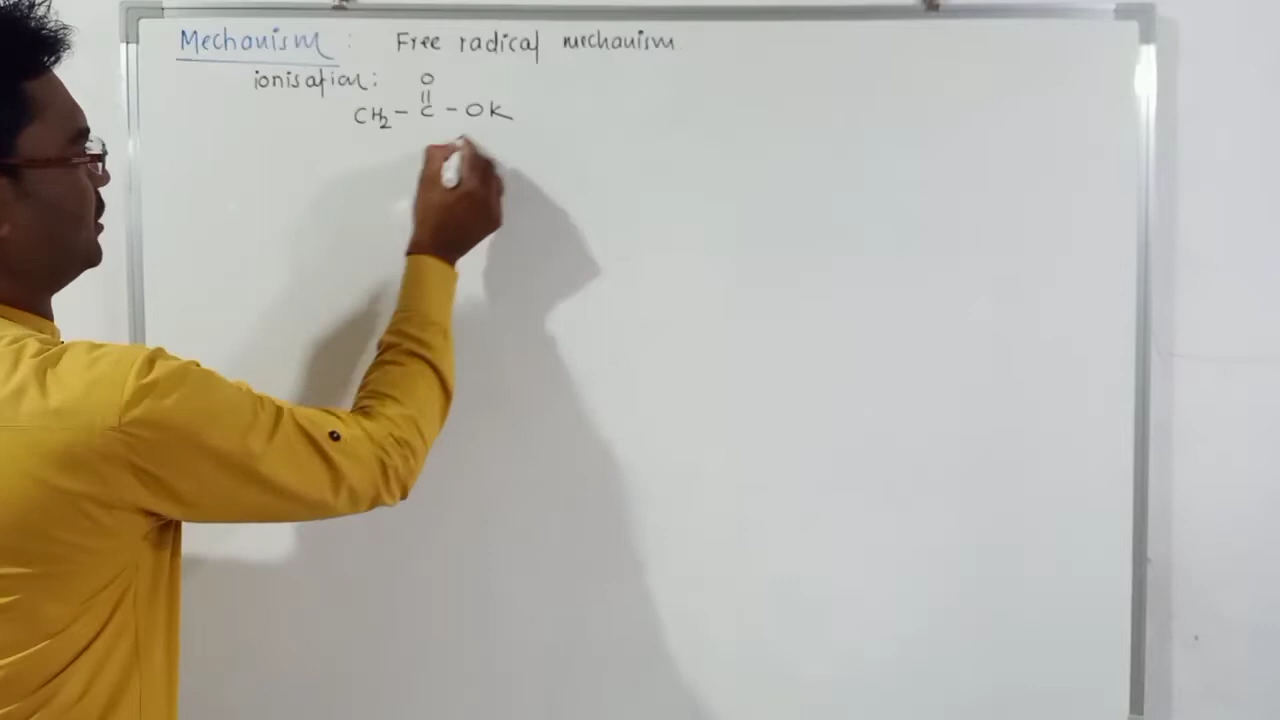 Mechanism : Free radical mechanism
ionisation :
O
||
CH2 - C - OK